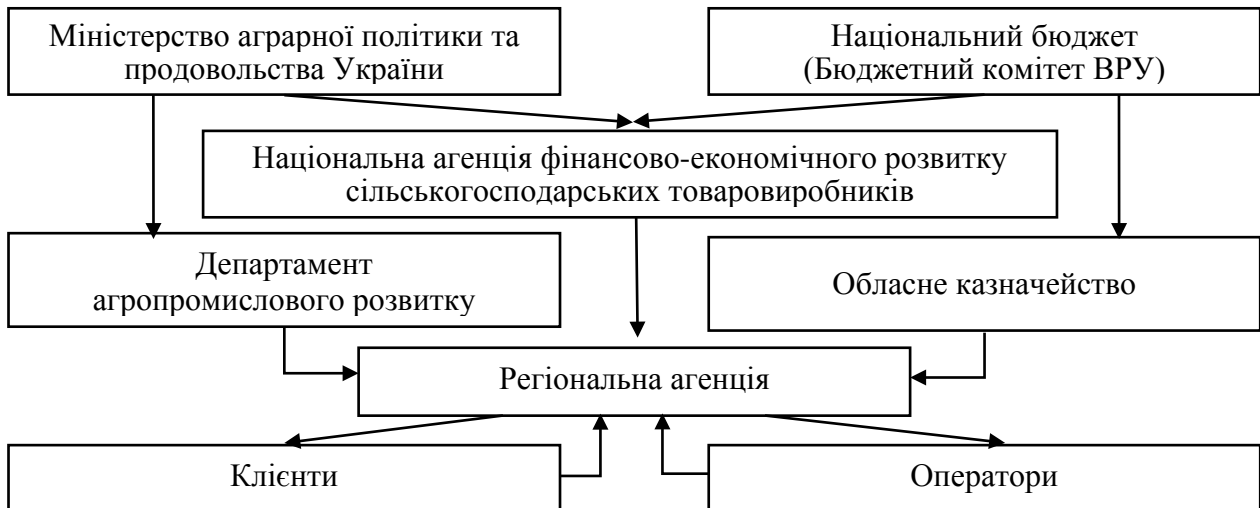 Міністерство аграрної політики та
продовольства України
Національний бюджет
(Бюджетний комітет ВРУ)
Національна агенція фінансово-економічного розвитку
сільськогосподарських товаровиробників
Департамент
агропромислового розвитку
Обласне казначейство
Регіональна агенція
Клієнти
Оператори